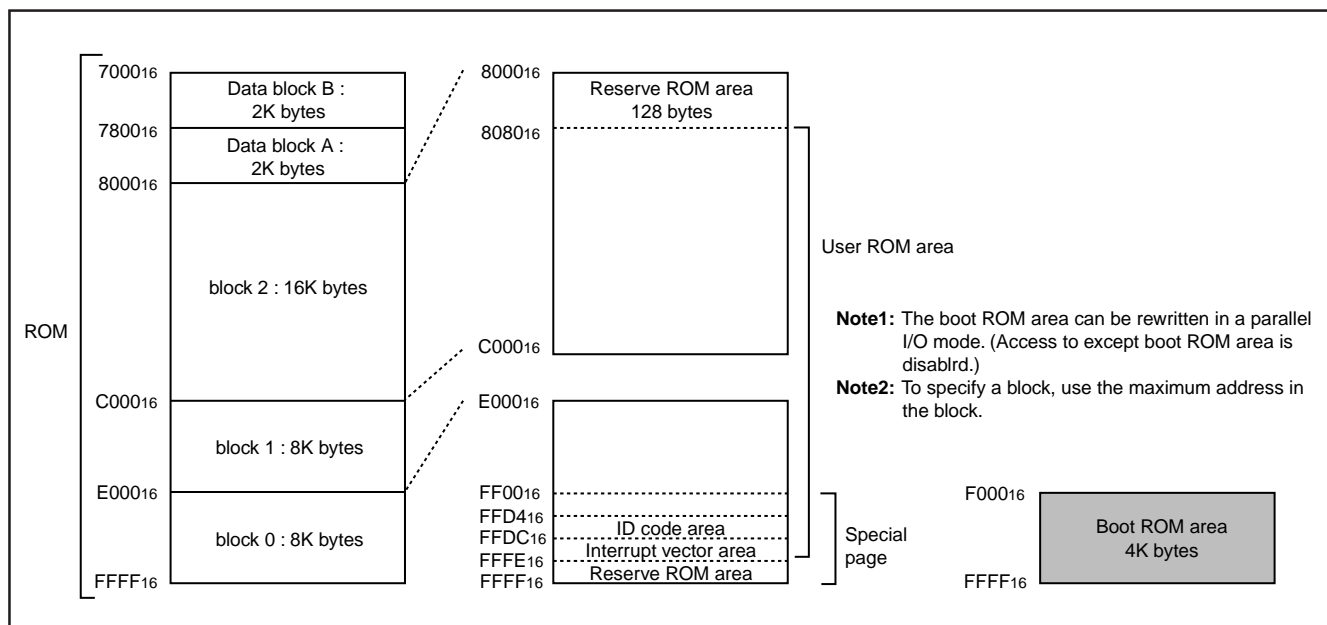 ROM
7000₁₆
Data block B :
2K bytes
7800₁₆
Data block A :
2K bytes
8000₁₆
block 2 : 16K bytes
C000₁₆
block 1 : 8K bytes
E000₁₆
block 0 : 8K bytes
FFFF₁₆
8000₁₆
Reserve ROM area
128 bytes
8080₁₆
C000₁₆
E000₁₆
FF00₁₆
FFD4₁₆
ID code area
FFDC₁₆
Interrupt vector area
FFFE₁₆
Reserve ROM area
FFFF₁₆
User ROM area
Special
page
Note1: The boot ROM area can be rewritten in a parallel
I/O mode. (Access to except boot ROM area is
disablrd.)
Note2: To specify a block, use the maximum address in
the block.
F000₁₆
Boot ROM area
4K bytes
FFFF₁₆